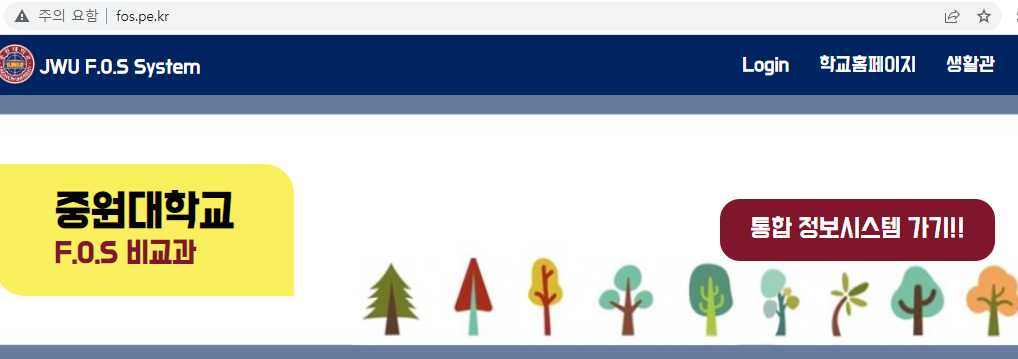 주의 요함 | fos.pe.kr
JWU F.O.S System
Login 학교홈페이지 생활관
중원대학교
F.O.S 비교과
통합 정보시스템 가기!!